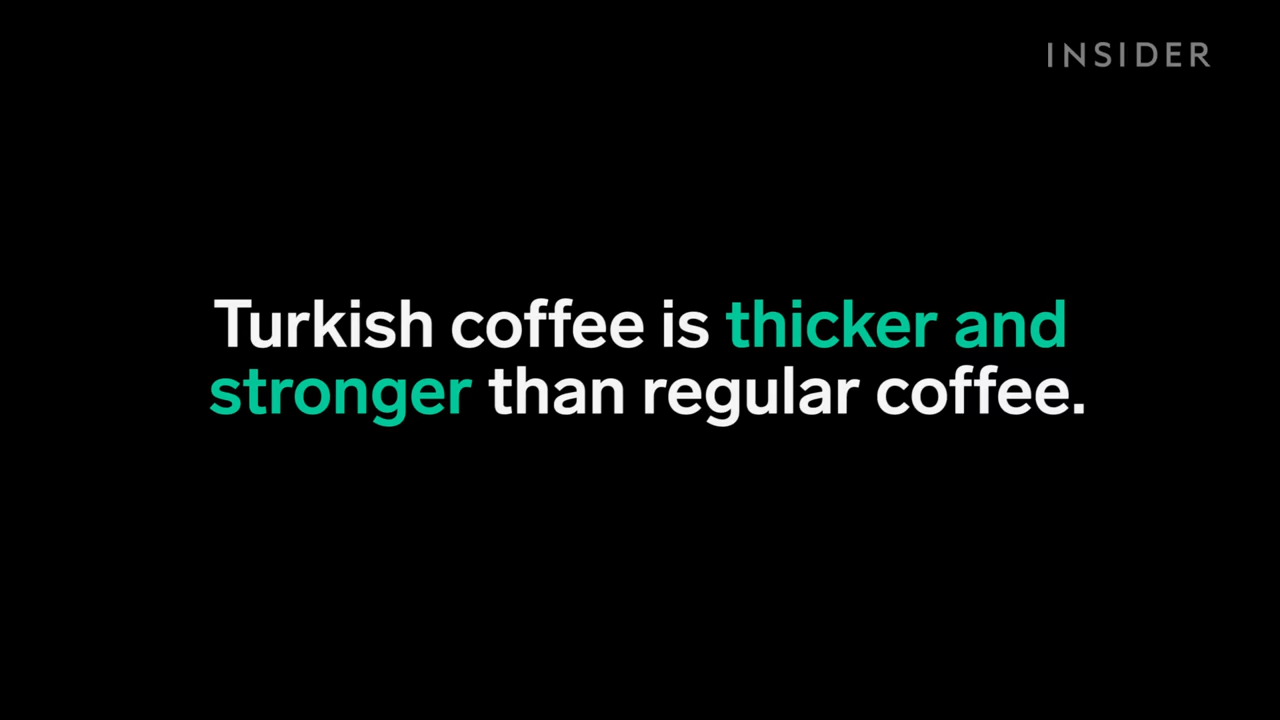 INSIDER
Turkish coffee is thicker and
stronger than regular coffee.